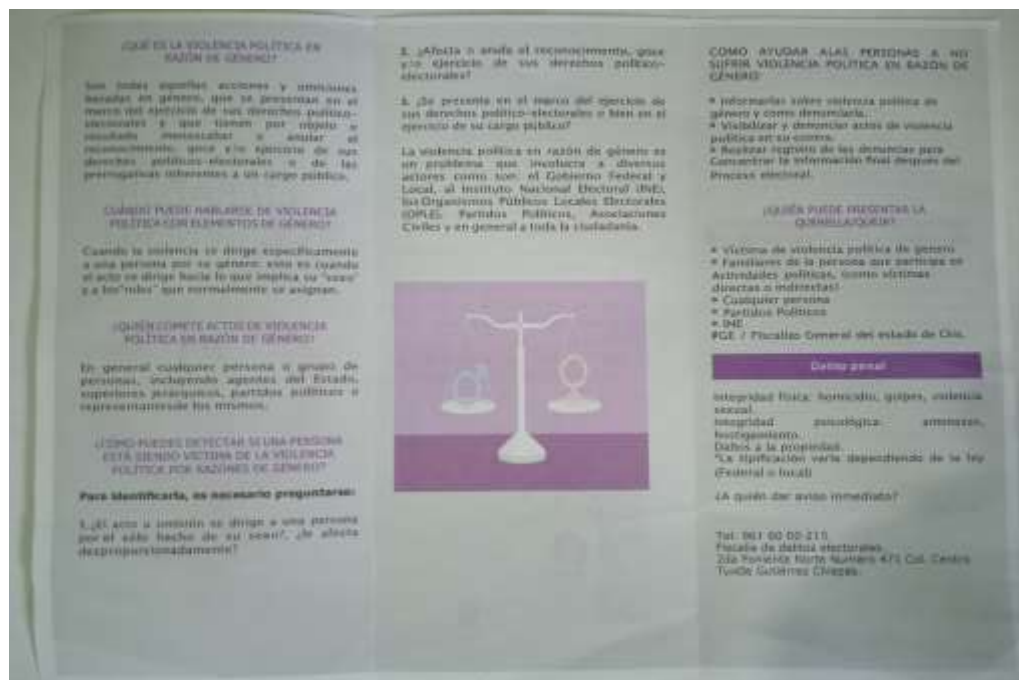 ¿QUÉ ES LA VIOLENCIA POLÍTICA EN
RAZÓN DE GÉNERO?
Son todas aquellas acciones y omisiones
basadas en género, que se presentan en el
marco del ejercicio de sus derechos político-
electorales y que tienen por objeto o
resultado menoscabar o anular el
reconocimiento, goce y/o ejercicio de sus
derechos políticos-electorales o de las
prerrogativas inherentes a un cargo público.
CUÁNDO PUEDE HABLARSE DE VIOLENCIA
POLÍTICA CON ELEMENTOS DE GÉNERO?
Cuando la violencia se dirige específicamente
a una persona por su género; esto es cuando
el acto se dirige hacia lo que implica su "sexo"
y a los"roles" que normalmente se asignan.
¿QUIÉN COMETE ACTOS DE VIOLENCIA
POLÍTICA EN RAZÓN DE GÉNERO?
En general cualquier persona o grupo de
personas, incluyendo agentes del Estado,
superiores jerárquicos, partidos políticos o
representantesde los mismos.
¿CÓMO PUEDES DETECTAR SI UNA PERSONA
ESTÁ SIENDO VÍCTIMA DE LA VIOLENCIA
POLÍTICA POR RAZONES DE GÉNERO?
Para identificarla, es necesario preguntarse:
1.¿El acto u omisión se dirige a una persona
por el sólo hecho de su sexo?, ¿le afecta
desproporcionadamente?
2. ¿Afecta o anula el reconocimiento, goce
y/o ejercicio de sus derechos político-
electorales?
3. ¿Se presenta en el marco del ejercicio de
sus derechos político-electorales o bien en el
ejercicio de su cargo público?
La violencia política en razón de género es
un problema que involucra a diversos
actores como son: el Gobierno Federal y
Local, al Instituto Nacional Electoral (INE),
los Organismos Públicos Locales Electorales
(OPLE), Partidos Políticos, Asociaciones
Civiles y en general a toda la ciudadanía.
COMO AYUDAR ALAS PERSONAS A NO
SUFRIR VIOLENCIA POLÍTICA EN RAZÓN DE
GÉNERO?
* Informarlas sobre violencia política de
género y como denunciarla.
* Visibilizar y denunciar actos de violencia
política en su contra.
* Realizar registro de las denuncias para
Concentrar la información final después del
Proceso electoral.
¿QUIÉN PUEDE PRESENTAR LA
QUERELLA/QUEJA?
* Víctima de violencia política de género
* Familiares de la persona que participa en
Actividades políticas, (como víctimas
directas o indirectas)
* Cualquier persona
* Partidos Políticos
* INE
*FGE / Fiscalías General del estado de Chis.
Delito penal
Integridad física: homicidio, golpes, violencia
sexual.
Integridad psicológica: amenazas,
hostigamiento.
Daños a la propiedad.
*La tipificación varía dependiendo de la ley
(Federal o local)
¿A quién dar aviso inmediato?
Tel: 961 60 00 215
Fiscalía de delitos electorales.
2da Poniente Norte Número 471 Col. Centro
Tuxtla Gutiérrez Chiapas.